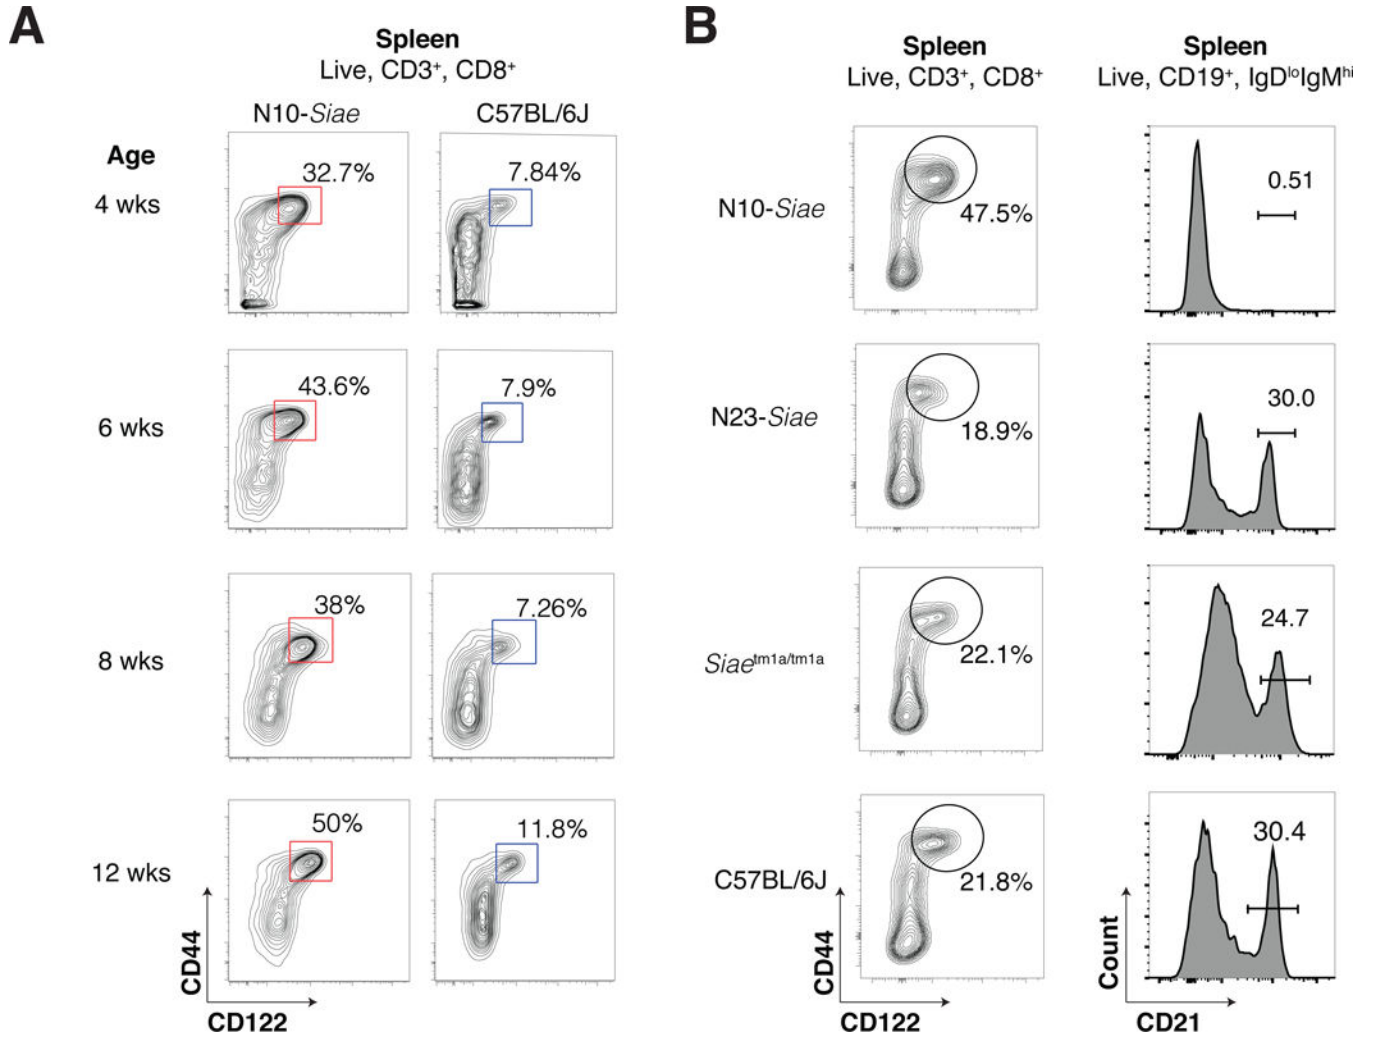 A
Spleen
Live, CD3⁺, CD8⁺
N10-Siae
C57BL/6J
Age
4 wks
32.7%
7.84%
6 wks
43.6%
7.9%
8 wks
38%
7.26%
12 wks
50%
11.8%
CD44
CD122
B
Spleen
Live, CD3⁺, CD8⁺
Spleen
Live, CD19⁺, IgDˡᵒIgMʰⁱ
N10-Siae
47.5%
0.51
N23-Siae
18.9%
30.0
Siaeᵗᵐ¹ᵃ/ᵗᵐ¹ᵃ
22.1%
24.7
C57BL/6J
21.8%
30.4
CD44
CD122
Count
CD21